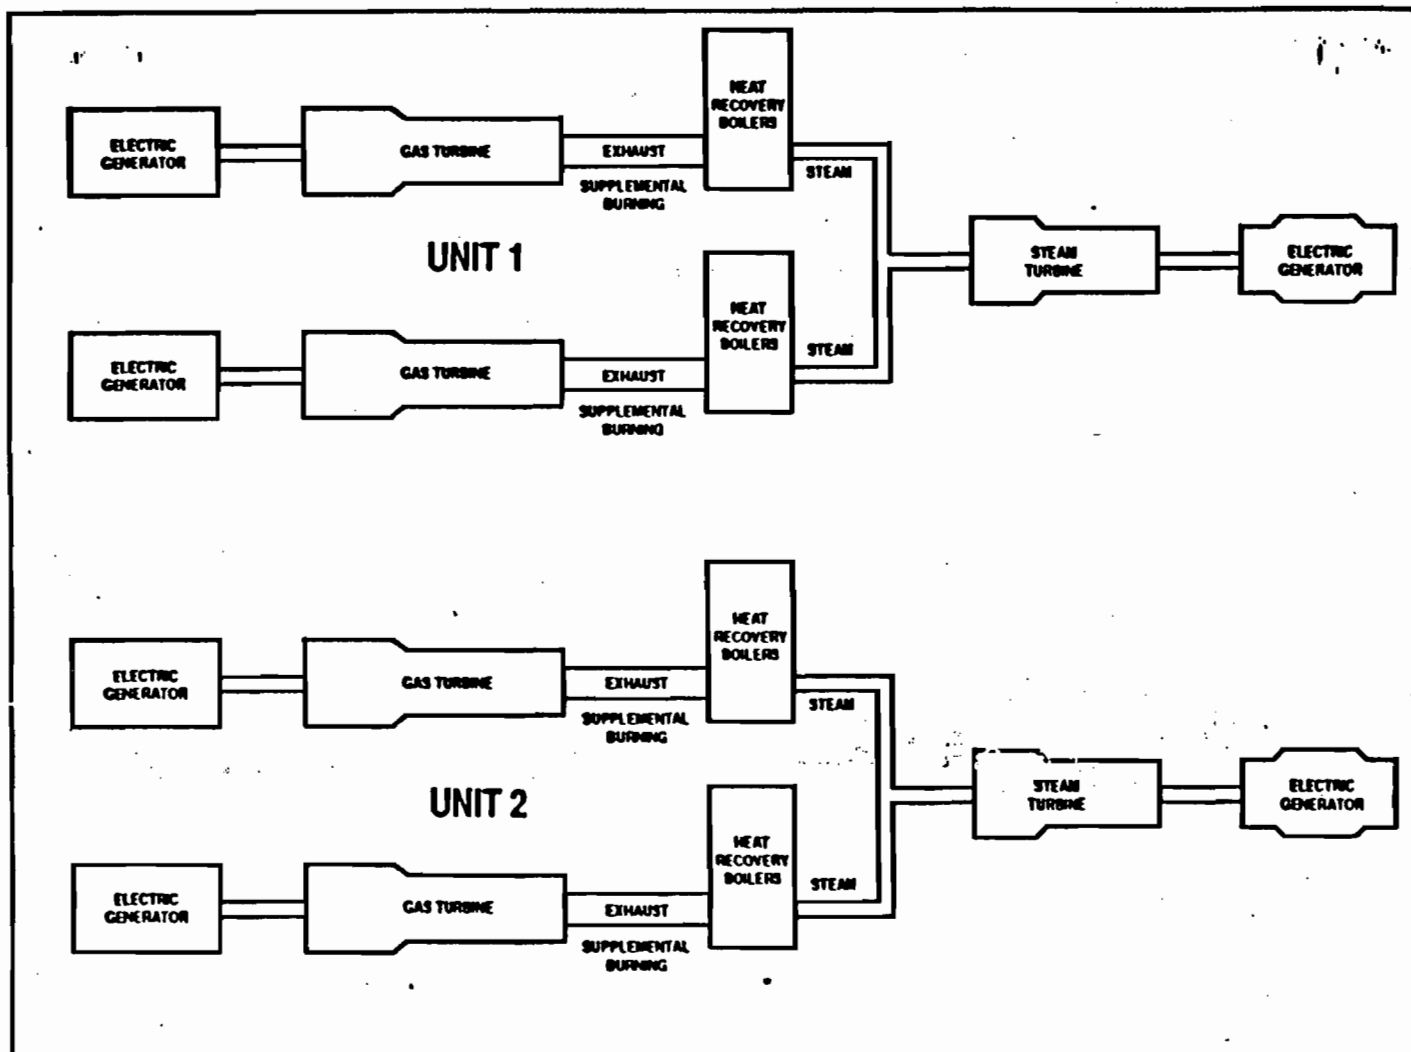 HEAT
RECOVERY
BOILERS
ELECTRIC
GENERATOR
GAS TURBINE
EXHAUST
STEAM
SUPPLEMENTAL
BURNING
UNIT 1
STEAM
TURBINE
ELECTRIC
GENERATOR
HEAT
RECOVERY
BOILERS
STEAM
ELECTRIC
GENERATOR
GAS TURBINE
EXHAUST
SUPPLEMENTAL
BURNING
HEAT
RECOVERY
BOILERS
ELECTRIC
GENERATOR
GAS TURBINE
EXHAUST
STEAM
SUPPLEMENTAL
BURNING
UNIT 2
STEAM
TURBINE
ELECTRIC
GENERATOR
HEAT
RECOVERY
BOILERS
STEAM
ELECTRIC
GENERATOR
GAS TURBINE
EXHAUST
SUPPLEMENTAL
BURNING